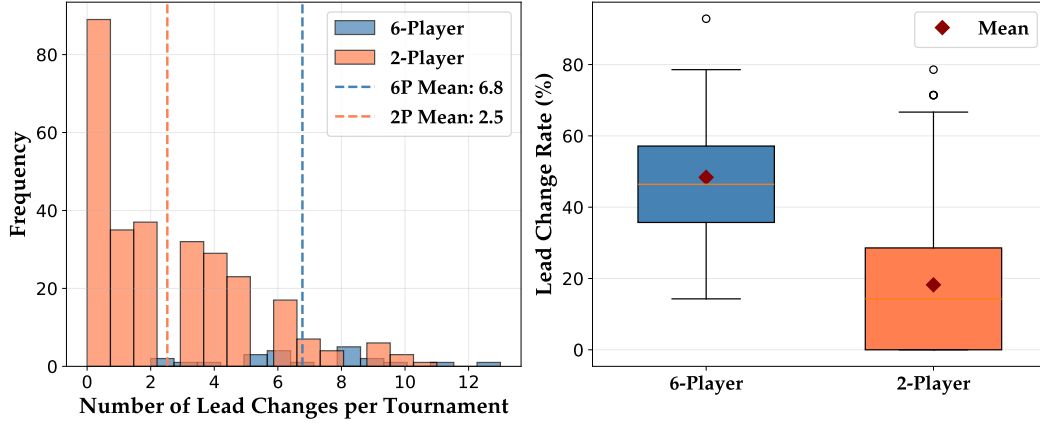 6-Player
2-Player
6P Mean: 6.8
2P Mean: 2.5
Frequency
80
60
40
20
0
0 2 4 6 8 10 12
Number of Lead Changes per Tournament
Mean
Lead Change Rate (%)
80
60
40
20
0
6-Player 2-Player